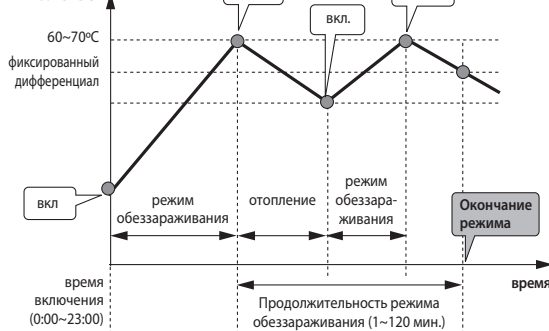 вкл.
60~70ºC
фиксированный
дифференциал
вкл
режим
обеззараживания
отопление
режим
обеззара-
живания
Окончание
режима
время
время
включения
(0:00~23:00)
Продолжительность режима
обеззараживания (1~120 мин.)